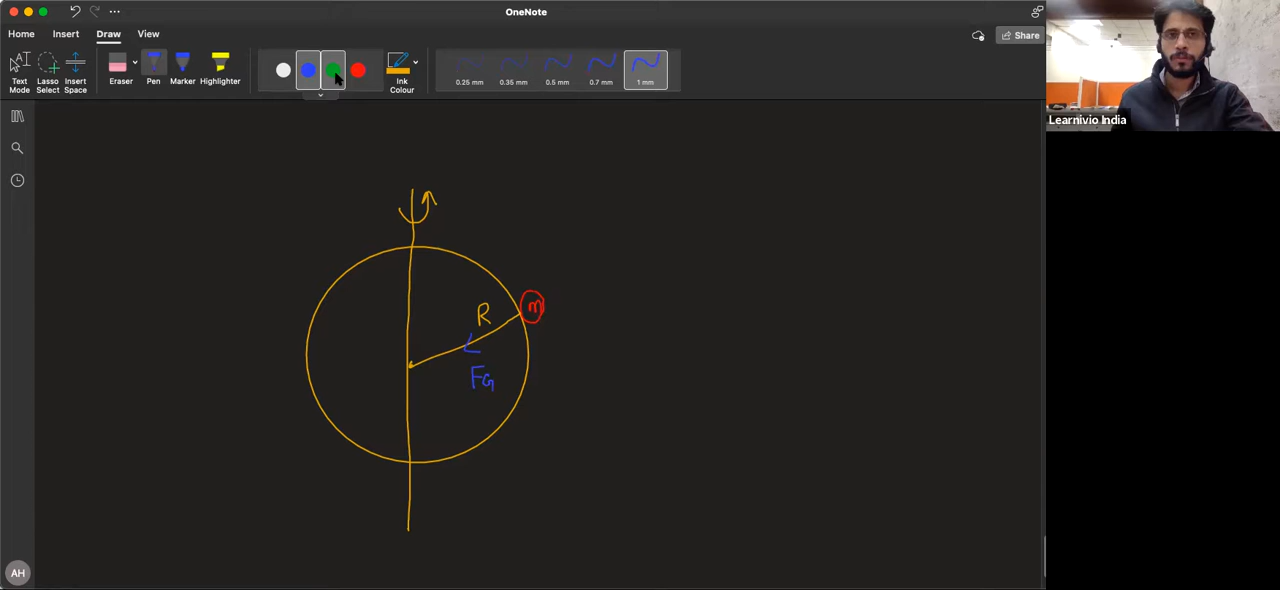 OneNote
Home Insert Draw View
Share
Text Mode
Lasso Select
Insert Space
Eraser
Pen
Marker
Highlighter
Ink Colour
0.25 mm
0.35 mm
0.5 mm
0.7 mm
1 mm
Learnivio India
m
R
FG
AH